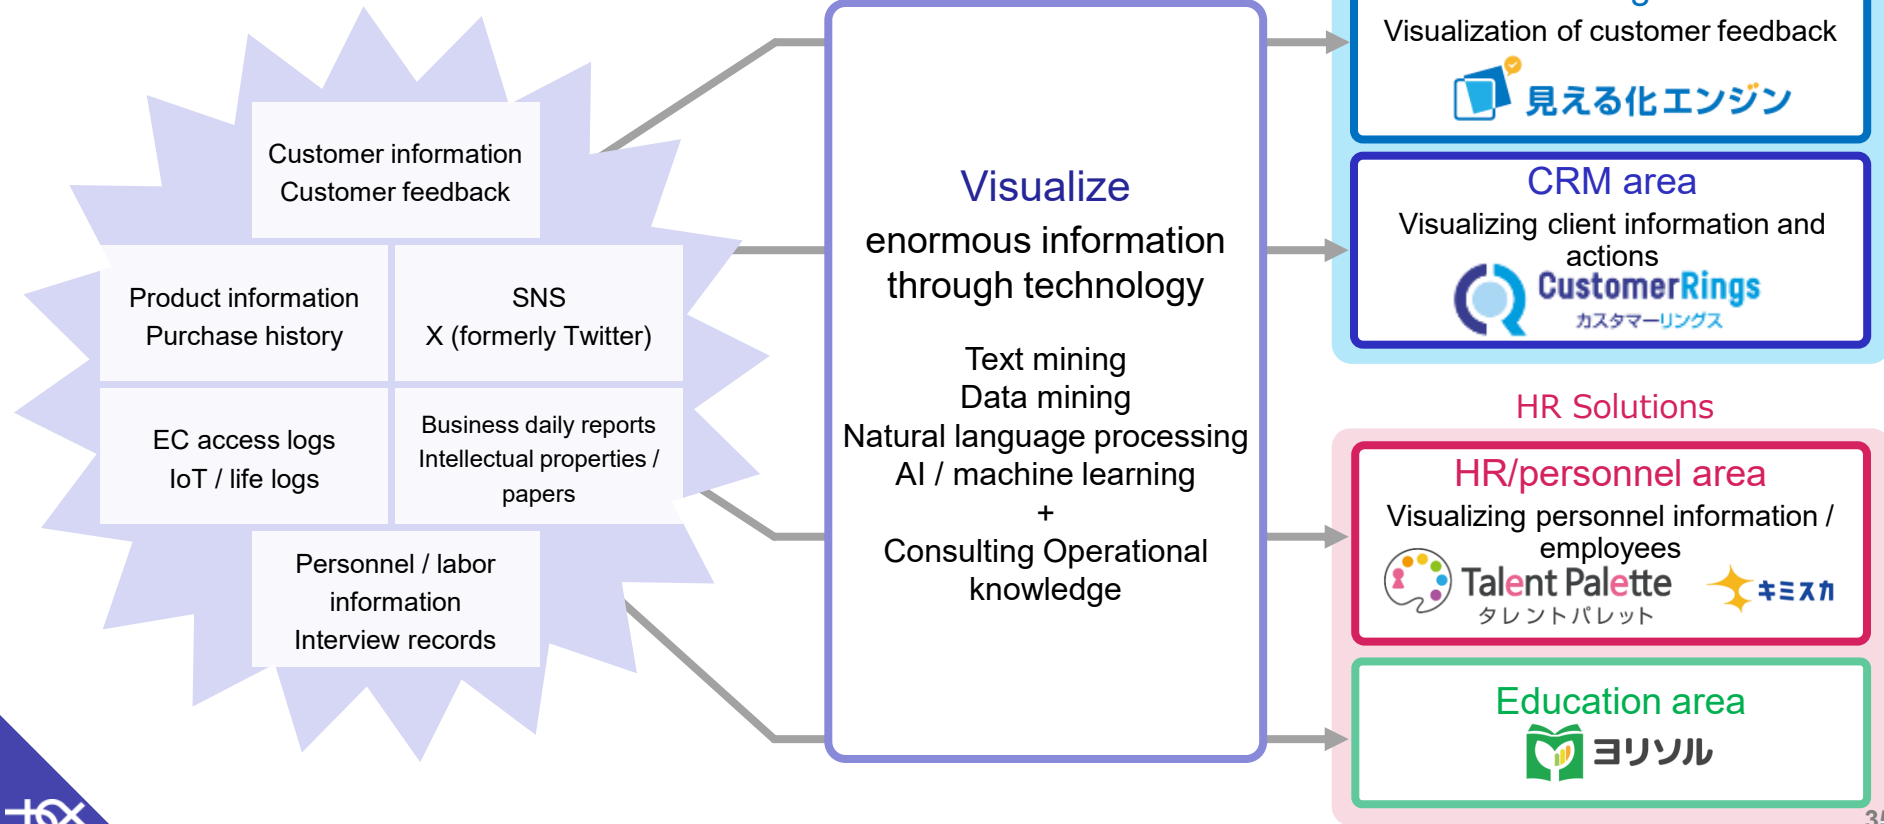 Customer information
Customer feedback
Product information
Purchase history
SNS
X (formerly Twitter)
EC access logs
IoT / life logs
Business daily reports
Intellectual properties /
papers
Personnel / labor
information
Interview records
Visualize
enormous information
through technology
Text mining
Data mining
Natural language processing
AI / machine learning
+
Consulting Operational
knowledge
Visualization of customer feedback
見える化エンジン
CRM area
Visualizing client information and
actions
CustomerRings
カスタマーリングス
HR Solutions
HR/personnel area
Visualizing personnel information /
employees
Talent Palette
タレントパレット
キミスカ
Education area
ヨリソル
35